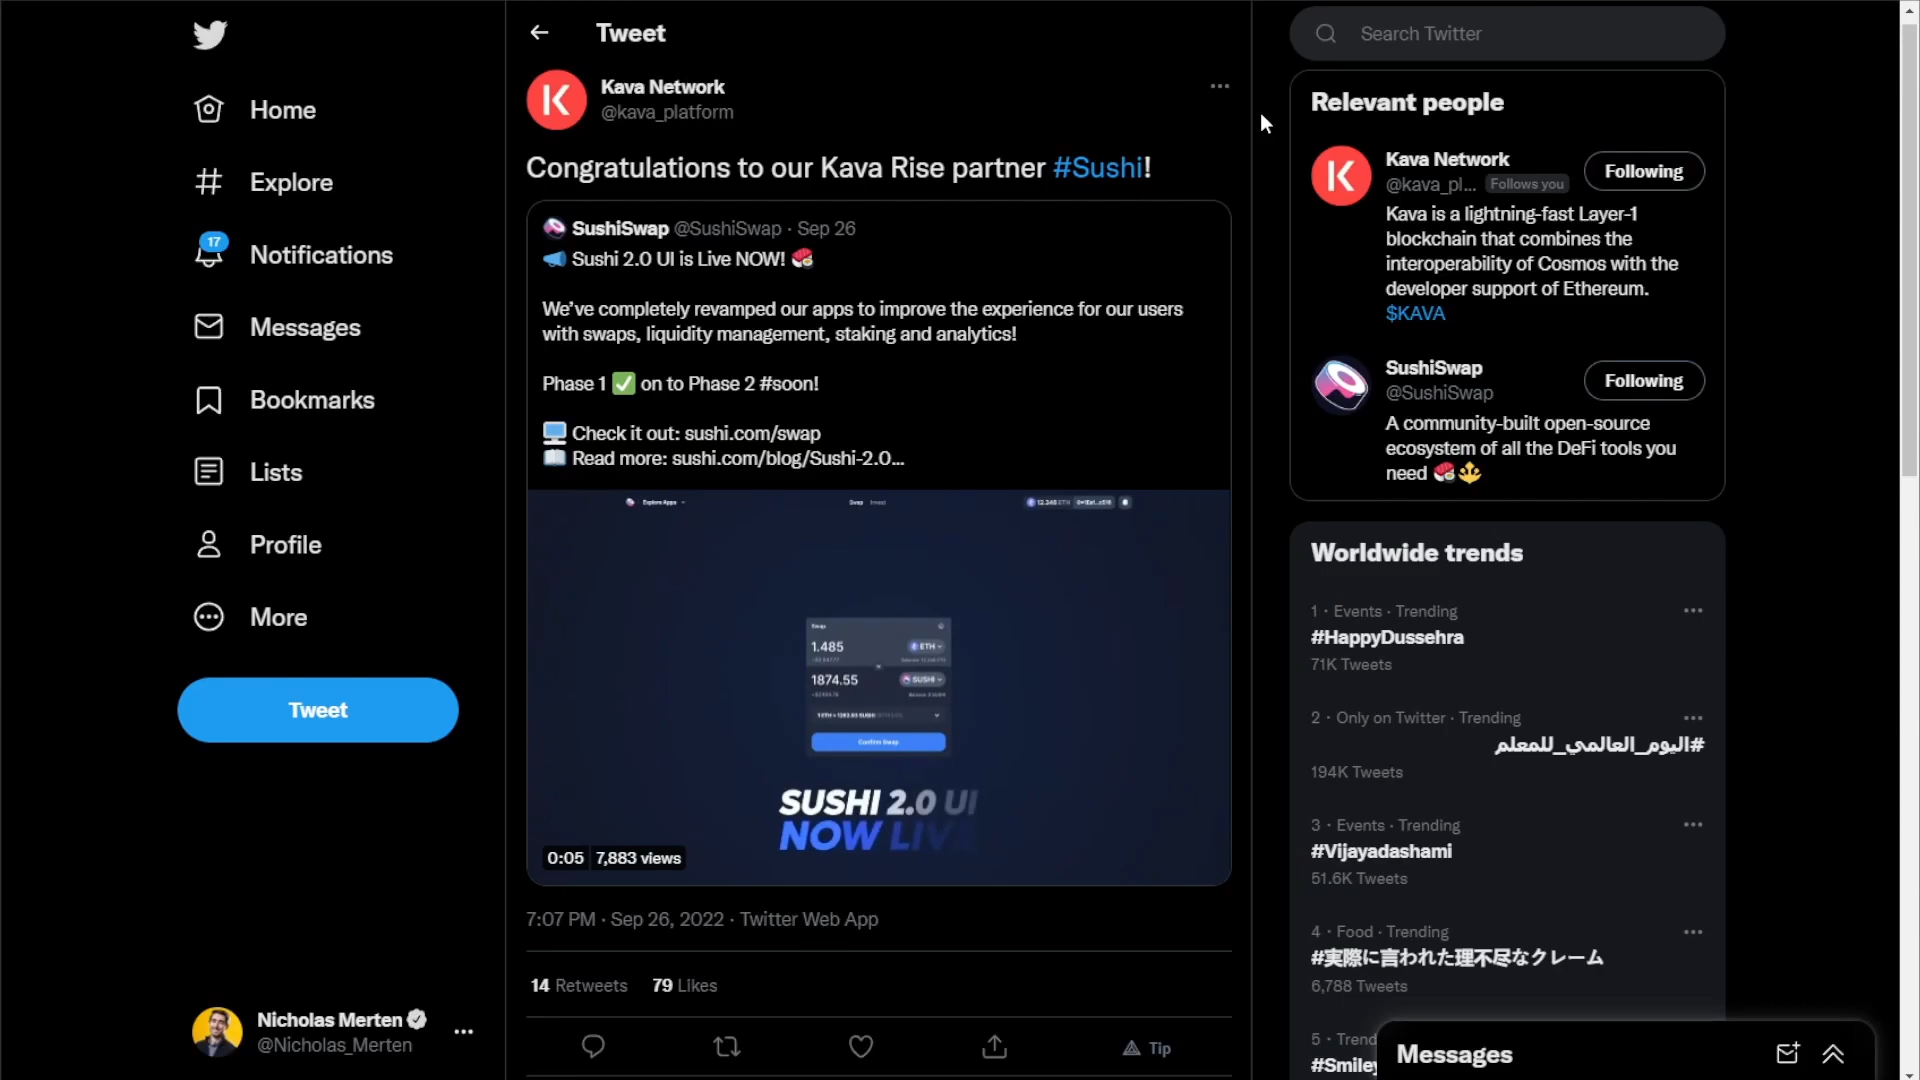 Home
Explore
17
Notifications
Messages
Bookmarks
Lists
Profile
More
Tweet
Nicholas Merten
@Nicholas_Merten
Tweet
Kava Network
@kava_platform
Congratulations to our Kava Rise partner #Sushi!
SushiSwap @SushiSwap · Sep 26
Sushi 2.0 UI is Live NOW!
We've completely revamped our apps to improve the experience for our users
with swaps, liquidity management, staking and analytics!
Phase 1 ✅ on to Phase 2 #soon!
Check it out: sushi.com/swap
Read more: sushi.com/blog/Sushi-2.0...
Explore Apps
Swap
Invest
Swap
1.485
ETH
1874.55
SUSHI
Confirm Swap
SUSHI 2.0 UI
NOW LIVE
0:05 7,883 views
7:07 PM · Sep 26, 2022 · Twitter Web App
14 Retweets 79 Likes
Tip
Search Twitter
Relevant people
Kava Network
@kava_pl... Follows you
Following
Kava is a lightning-fast Layer-1
blockchain that combines the
interoperability of Cosmos with the
developer support of Ethereum.
$KAVA
SushiSwap
@SushiSwap
Following
A community-built open-source
ecosystem of all the DeFi tools you
need
Worldwide trends
1 · Events · Trending
#HappyDussehra
71K Tweets
2 · Only on Twitter · Trending
#اليوم_العالمي_للمعلم
194K Tweets
3 · Events · Trending
#Vijayadashami
51.6K Tweets
4 · Food · Trending
#実際に言われた理不尽なクレーム
6,788 Tweets
5 · Trend
#Smiley
Messages